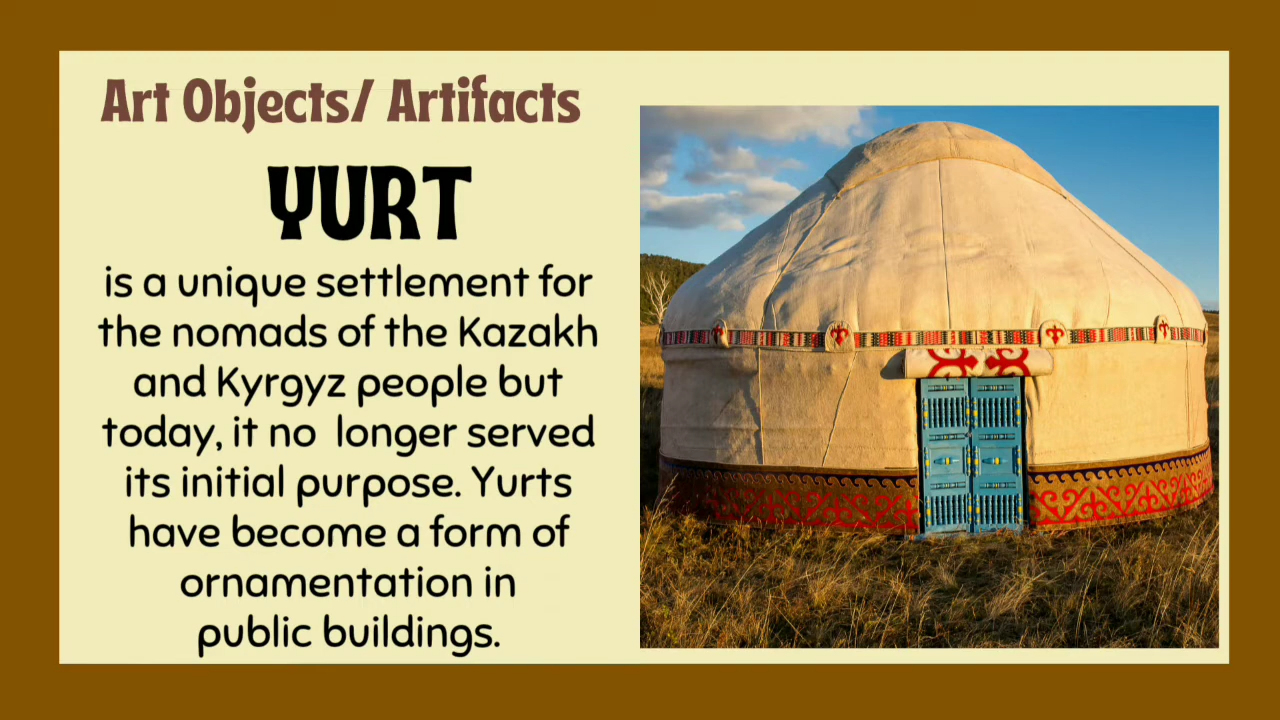 Art Objects/ Artifacts
YURT
is a unique settlement for
the nomads of the Kazakh
and Kyrgyz people but
today, it no longer served
its initial purpose. Yurts
have become a form of
ornamentation in
public buildings.